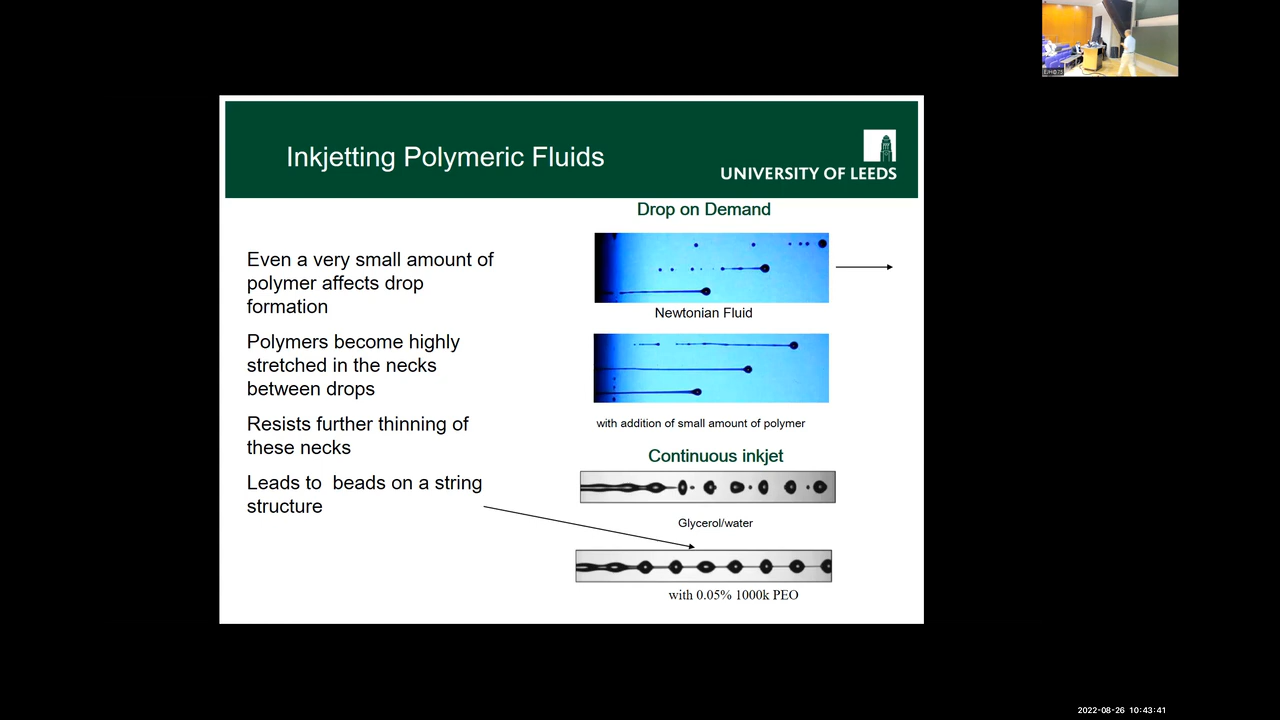 Inkjetting Polymeric Fluids
UNIVERSITY OF LEEDS
Even a very small amount of
polymer affects drop
formation
Polymers become highly
stretched in the necks
between drops
Resists further thinning of
these necks
Leads to beads on a string
structure
Drop on Demand
Newtonian Fluid
with addition of small amount of polymer
Continuous inkjet
Glycerol/water
with 0.05% 1000k PEO
2022-08-26 10:43:41